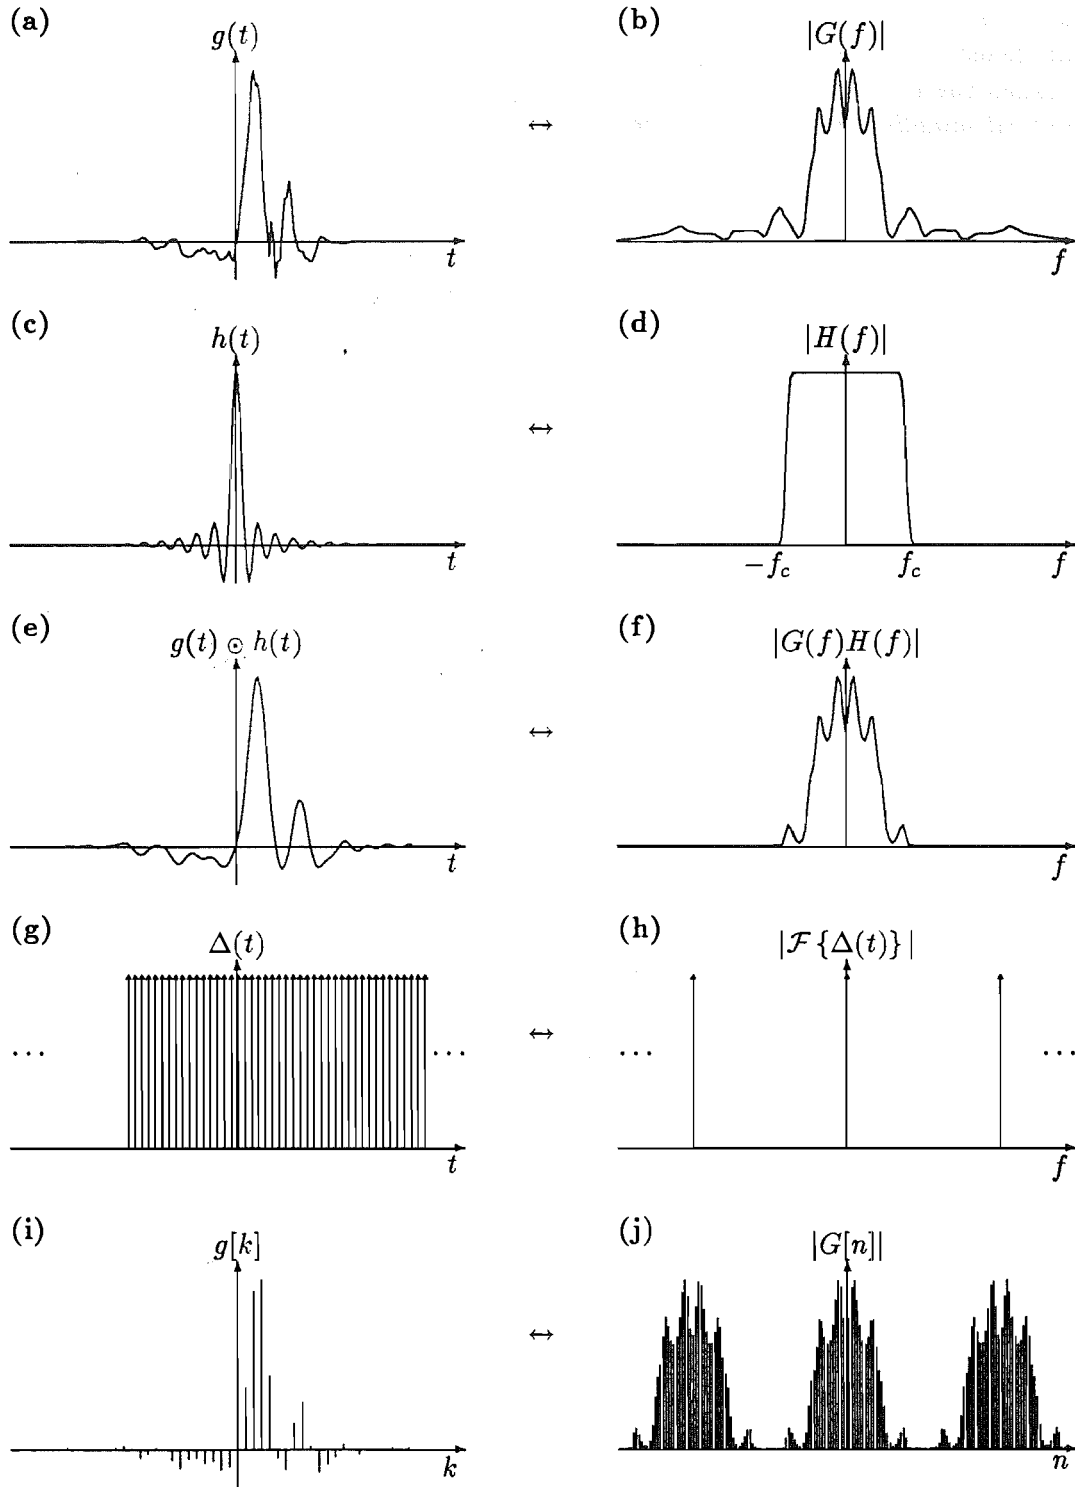 (a) g(t) (b) |G(f)|
↔
t f
(c) h(t) (d) |H(f)|
↔
−f_c f_c
t f
(e) g(t) ⊙ h(t) (f) |G(f)H(f)|
↔
t f
(g) Δ(t) (h) |ℱ{Δ(t)}|
↔
... ... ... ...
t f
(i) g[k] (j) |G[n]|
↔
k n